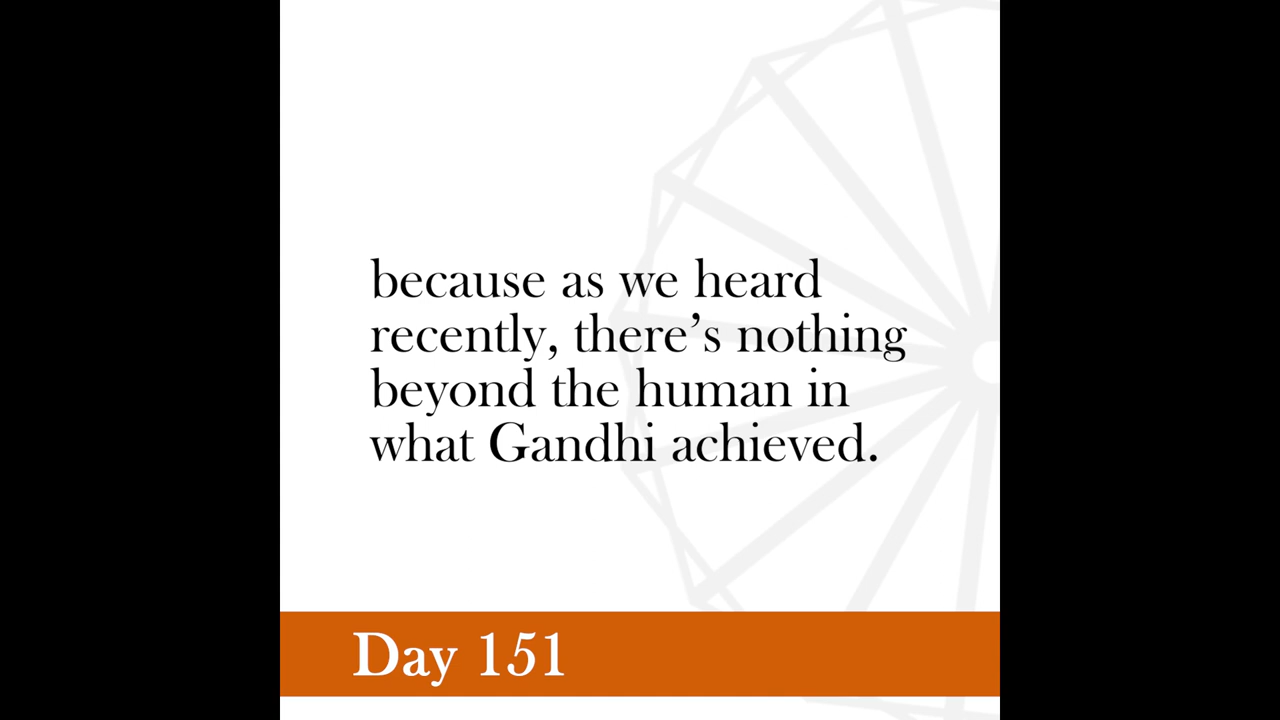 because as we heard
recently, there’s nothing
beyond the human in
what Gandhi achieved.
Day 151